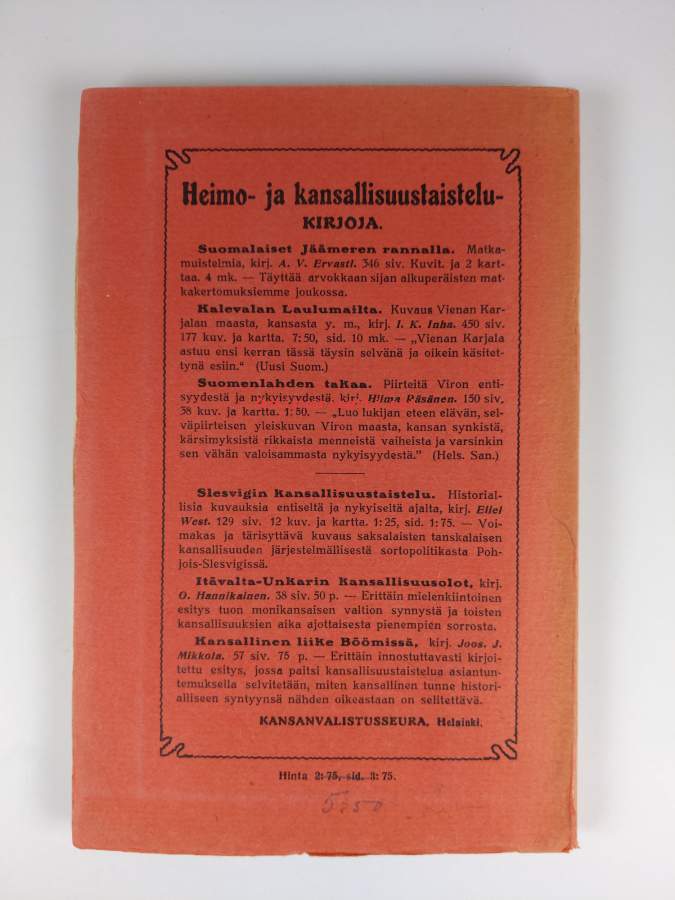 Heimo- ja kansallisuustaistelu-
KIRJOJA.
Suomalaiset Jäämeren rannalla. Matka-
muistelmia, kirj. A. V. Ervasti. 346 siv. Kuvit. ja 2 kart-
taa. 4 mk. — Täyttää arvokkaan sijan alkuperäisten mat-
kakertomuksiemme joukossa.
Kalevalan Laulumailta. Kuvaus Vienan Kar-
jalan maasta, kansasta y. m., kirj. I. K. Inha. 450 siv.
177 kuv. ja kartta. 7:50, sid. 10 mk. — „Vienan Karjala
astuu ensi kerran tässä täysin selvänä ja oikein käsitet-
tynä esiin.“ (Uusi Suom.)
Suomenlahden takaa. Piirteitä Viron enti-
syydestä ja nykyisyydestä, kirj. Hilma Räsänen. 150 siv.
38 kuv. ja kartta. 1:50. — „Luo lukijan eteen elävän, sel-
väpiirteisen yleiskuvan Viron maasta, kansan synkistä,
kärsimyksistä rikkaista menneistä vaiheista ja varsinkin
sen vähän valoisammasta nykyisyydestä.” (Hels. San.)
Slesvigin kansallisuustaistelu. Historial-
lisia kuvauksia entiseltä ja nykyiseltä ajalta, kirj. Eliel
West. 129 siv. 12 kuv. ja kartta. 1:25, sid. 1:75. — Voi-
makas ja tärisyttävä kuvaus saksalaisten tanskalaisen
kansallisuuden järjestelmällisestä sortopolitikasta Poh-
jois-Slesvigissä.
Itävalta-Unkarin kansallisuusolot, kirj.
O. Hannikainen. 38 siv. 50 p. — Erittäin mielenkiintoinen
esitys tuon monikansaisen valtion synnystä ja toisten
kansallisuuksien aika ajottaisesta pienempien sorrosta.
Kansallinen liike Böömissä, kirj. Joos. J.
Mikkola. 57 siv. 75 p. — Erittäin innostuttavasti kirjoi-
tettu esitys, jossa paitsi kansallisuustaistelua asiantun-
temuksella selvitetään, miten kansallinen tunne histori-
alliseen syntyynsä nähden oikeastaan on selitettävä.
KANSANVALISTUSSEURA, Helsinki.
Hinta 2:75, sid. 3:75.
5:50